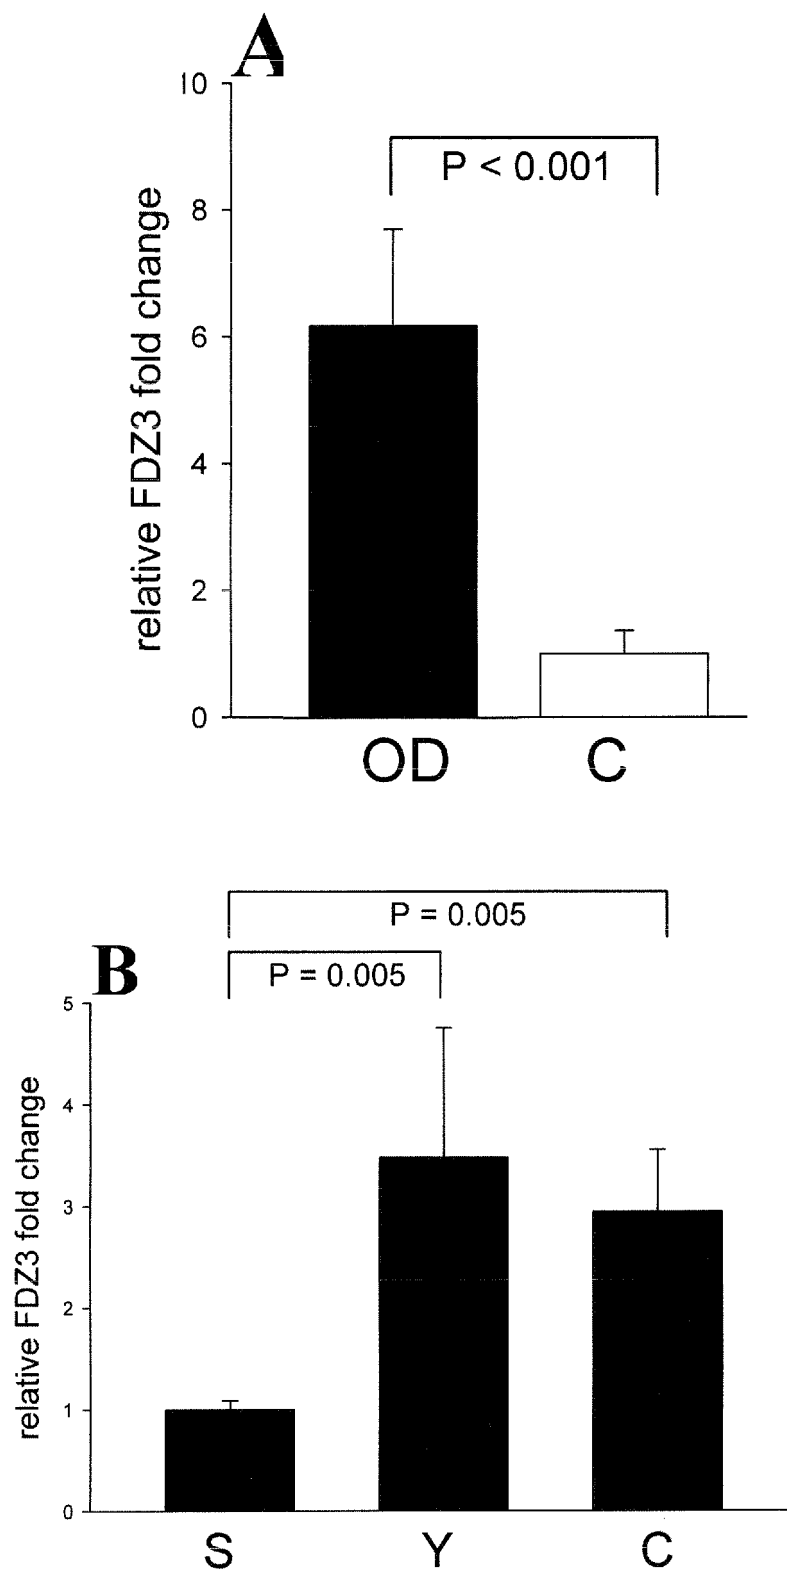 A
10
P < 0.001
8
6
4
2
0
relative FDZ3 fold change
OD C
P = 0.005
B
P = 0.005
5
4
3
2
1
0
relative FDZ3 fold change
S Y C